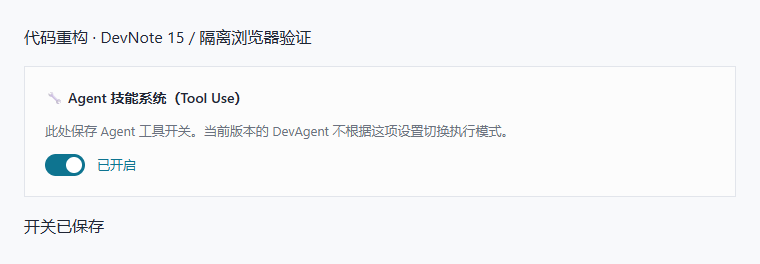 代码重构 · DevNote 15 / 隔离浏览器验证
Agent 技能系统（Tool Use）
此处保存 Agent 工具开关。当前版本的 DevAgent 不根据这项设置切换执行模式。
已开启
开关已保存